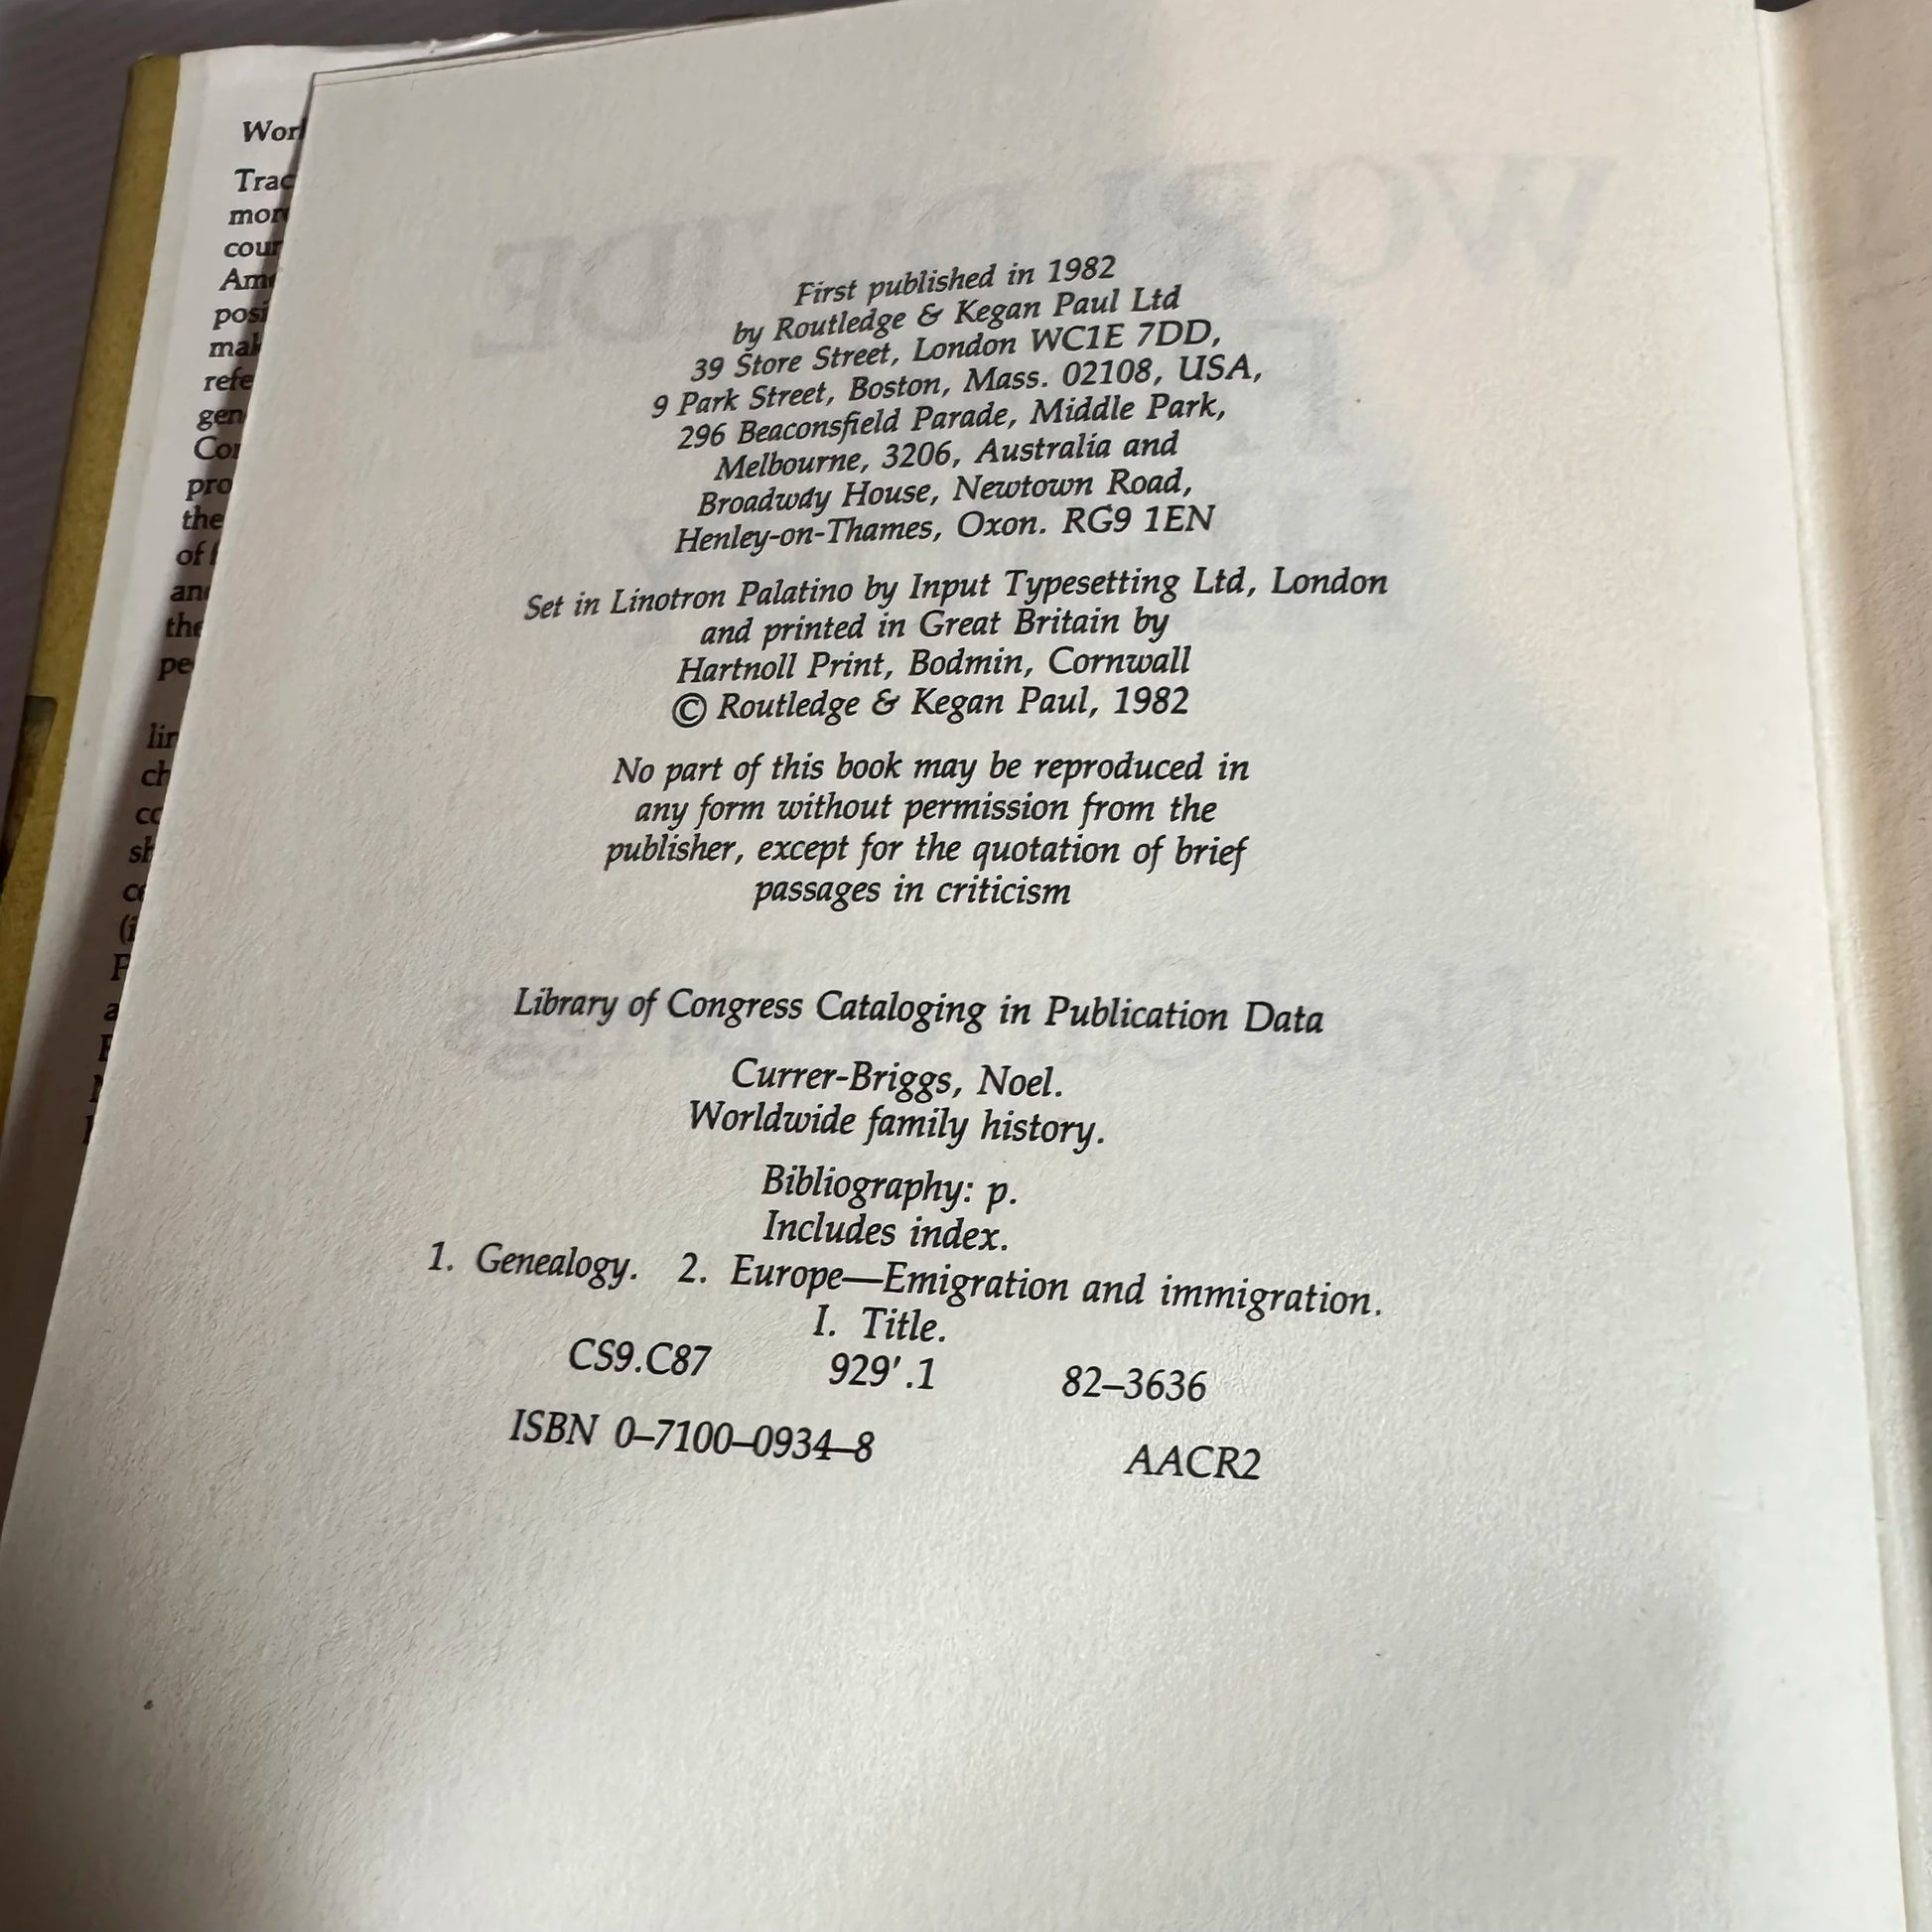 First published in 1982
by Routledge & Kegan Paul Ltd
39 Store Street, London WC1E 7DD,
9 Park Street, Boston, Mass. 02108, USA,
296 Beaconsfield Parade, Middle Park,
Melbourne, 3206, Australia and
Broadway House, Newtown Road,
Henley-on-Thames, Oxon. RG9 1EN
Set in Linotron Palatino by Input Typesetting Ltd, London
and printed in Great Britain by
Hartnoll Print, Bodmin, Cornwall
© Routledge & Kegan Paul, 1982
No part of this book may be reproduced in
any form without permission from the
publisher, except for the quotation of brief
passages in criticism
Library of Congress Cataloging in Publication Data
Currer-Briggs, Noel.
Worldwide family history.
Bibliography: p.
Includes index.
1. Genealogy. 2. Europe—Emigration and immigration.
I. Title.
CS9.C87 929'.1 82–3636
ISBN 0–7100–0934–8 AACR2